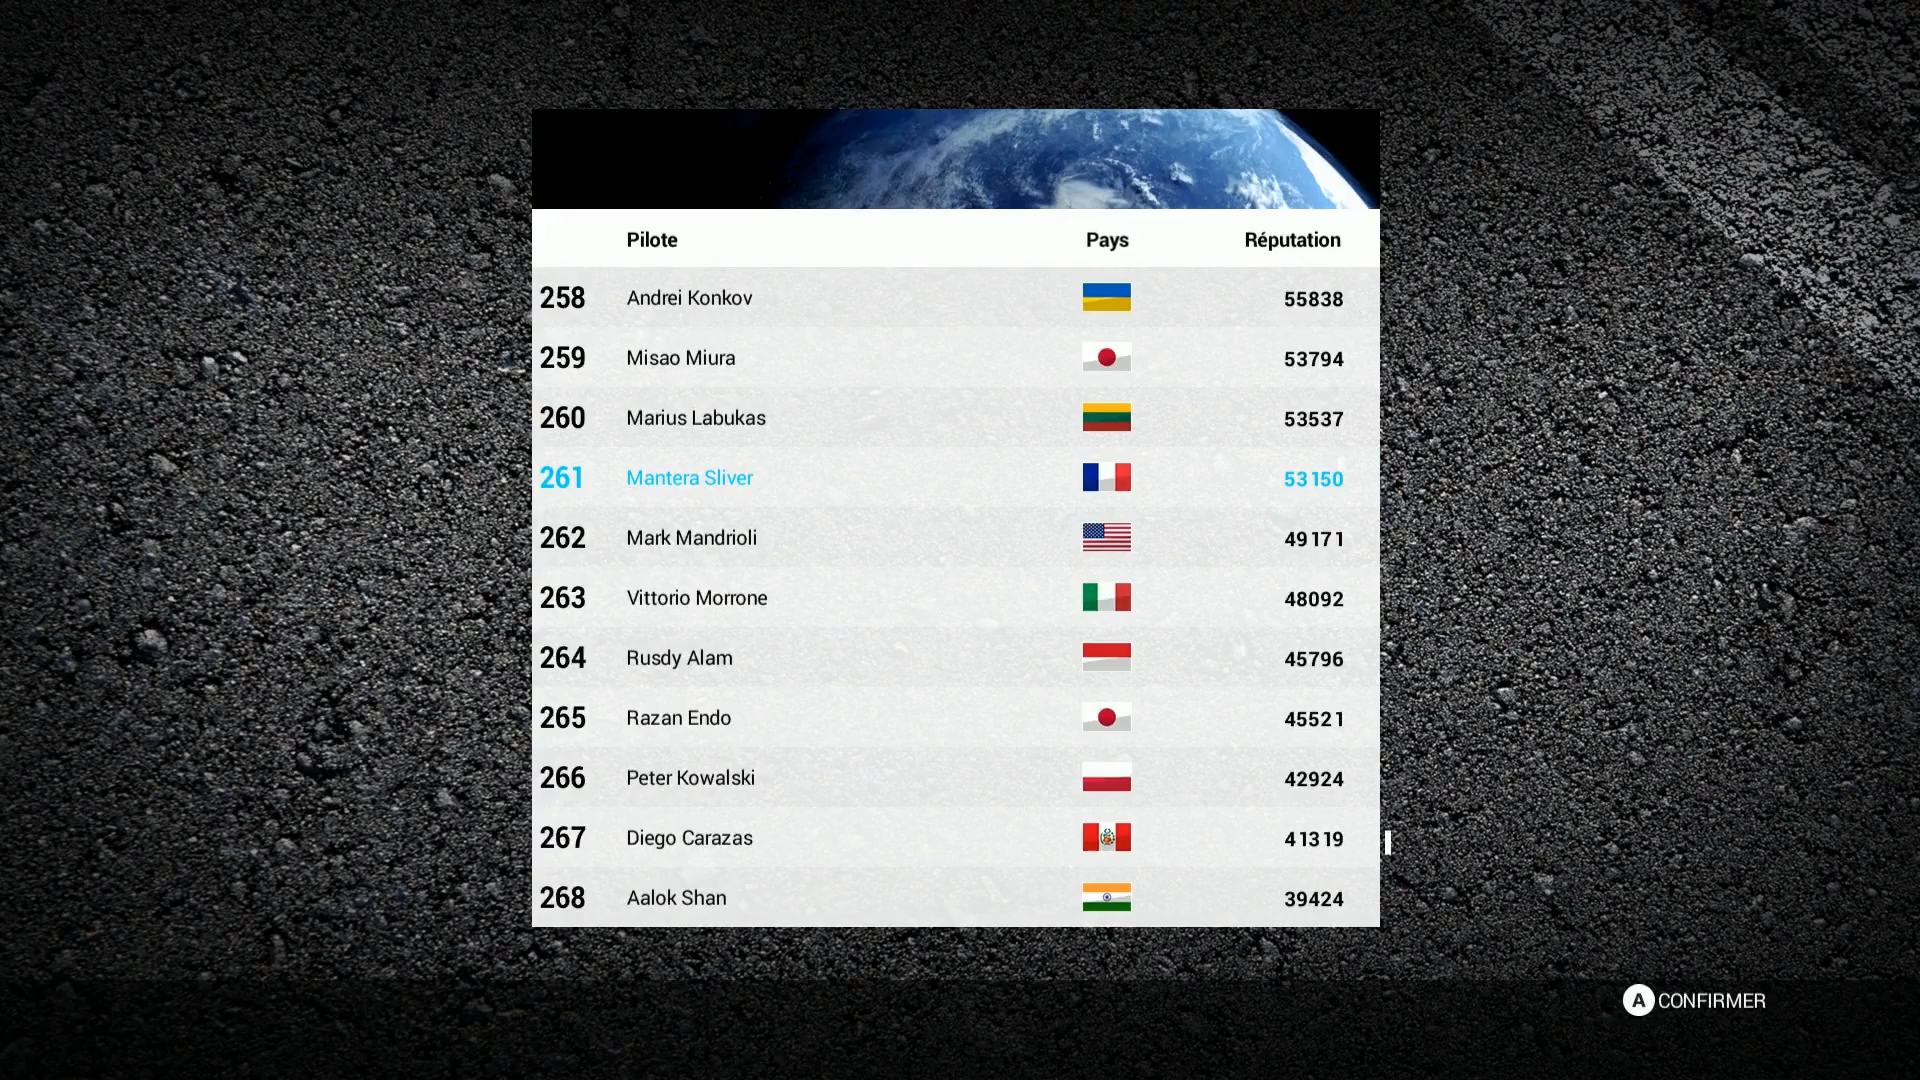 Pilote Pays Réputation
258 Andrei Konkov 55838
259 Misao Miura 53794
260 Marius Labukas 53537
261 Mantera Sliver 53150
262 Mark Mandrioli 49171
263 Vittorio Morrone 48092
264 Rusdy Alam 45796
265 Razan Endo 45521
266 Peter Kowalski 42924
267 Diego Carazas 41319
268 Aalok Shan 39424
A CONFIRMER